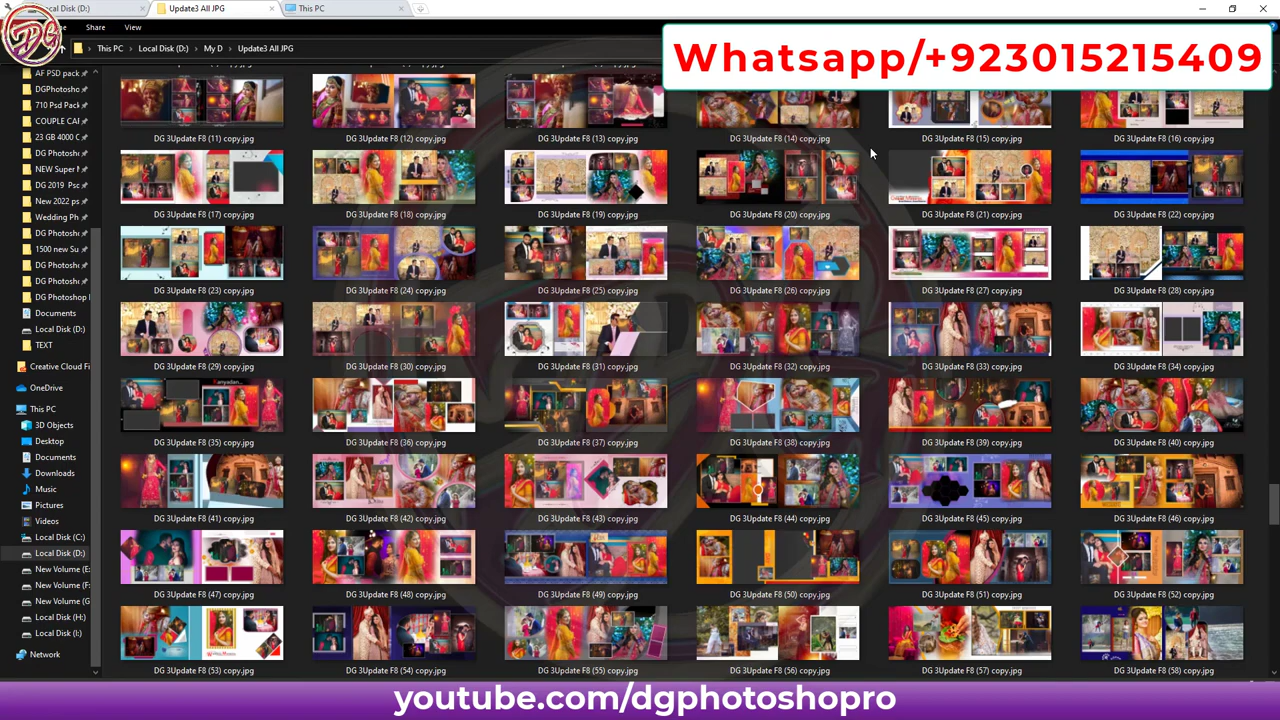 Local Disk (D:)
Update3 All JPG
This PC
Share
View
This PC
Local Disk (D:)
My D
Update3 All JPG
Whatsapp/+923015215409
AF PSD pack
DGPhotosho
710 Psd Pack
COUPLE CAF
23 GB 4000 C
DG Photosh
NEW Super M
DG 2019 Psc
New 2022 ps
Wedding Ph
1500 new Su
DG Photosh
DG Photosh
DG Photosh
DG Photoshop
Documents
Local Disk (D:)
TEXT
Creative Cloud Fi
OneDrive
This PC
3D Objects
Desktop
Documents
Downloads
Music
Pictures
Videos
Local Disk (C:)
Local Disk (D:)
New Volume (E:
New Volume (F:
New Volume (G
Local Disk (H:)
Local Disk (I:)
Network
DG 3Update F8 (11) copy.jpg
DG 3Update F8 (12) copy.jpg
DG 3Update F8 (13) copy.jpg
DG 3Update F8 (14) copy.jpg
DG 3Update F8 (15) copy.jpg
DG 3Update F8 (16) copy.jpg
DG 3Update F8 (17) copy.jpg
DG 3Update F8 (18) copy.jpg
DG 3Update F8 (19) copy.jpg
DG 3Update F8 (20) copy.jpg
DG 3Update F8 (21) copy.jpg
DG 3Update F8 (22) copy.jpg
DG 3Update F8 (23) copy.jpg
DG 3Update F8 (24) copy.jpg
DG 3Update F8 (25) copy.jpg
DG 3Update F8 (26) copy.jpg
DG 3Update F8 (27) copy.jpg
DG 3Update F8 (28) copy.jpg
DG 3Update F8 (29) copy.jpg
DG 3Update F8 (30) copy.jpg
DG 3Update F8 (31) copy.jpg
DG 3Update F8 (32) copy.jpg
DG 3Update F8 (33) copy.jpg
DG 3Update F8 (34) copy.jpg
Kanyadan...
DG 3Update F8 (35) copy.jpg
DG 3Update F8 (36) copy.jpg
DG 3Update F8 (37) copy.jpg
DG 3Update F8 (38) copy.jpg
DG 3Update F8 (39) copy.jpg
DG 3Update F8 (40) copy.jpg
DG 3Update F8 (41) copy.jpg
DG 3Update F8 (42) copy.jpg
DG 3Update F8 (43) copy.jpg
DG 3Update F8 (44) copy.jpg
DG 3Update F8 (45) copy.jpg
DG 3Update F8 (46) copy.jpg
DG 3Update F8 (47) copy.jpg
DG 3Update F8 (48) copy.jpg
DG 3Update F8 (49) copy.jpg
DG 3Update F8 (50) copy.jpg
DG 3Update F8 (51) copy.jpg
DG 3Update F8 (52) copy.jpg
DG 3Update F8 (53) copy.jpg
DG 3Update F8 (54) copy.jpg
DG 3Update F8 (55) copy.jpg
DG 3Update F8 (56) copy.jpg
DG 3Update F8 (57) copy.jpg
DG 3Update F8 (58) copy.jpg
youtube.com/dgphotoshopro